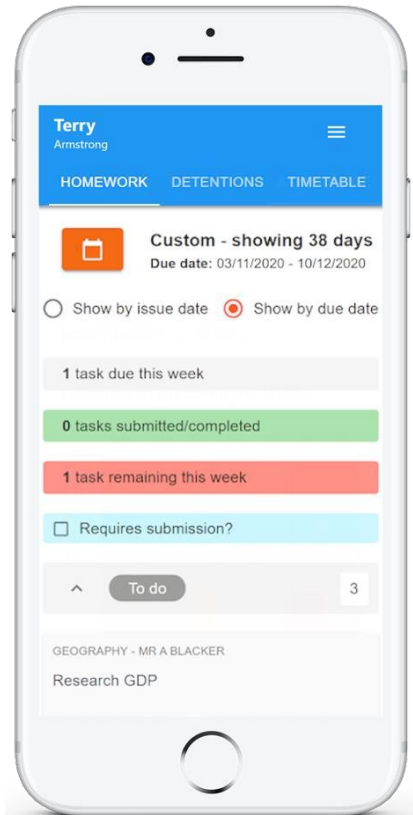 Terry
Armstrong
HOMEWORK DETENTIONS TIMETABLE
Custom - showing 38 days
Due date: 03/11/2020 - 10/12/2020
Show by issue date Show by due date
1 task due this week
0 tasks submitted/completed
1 task remaining this week
Requires submission?
To do 3
GEOGRAPHY - MR A BLACKER
Research GDP